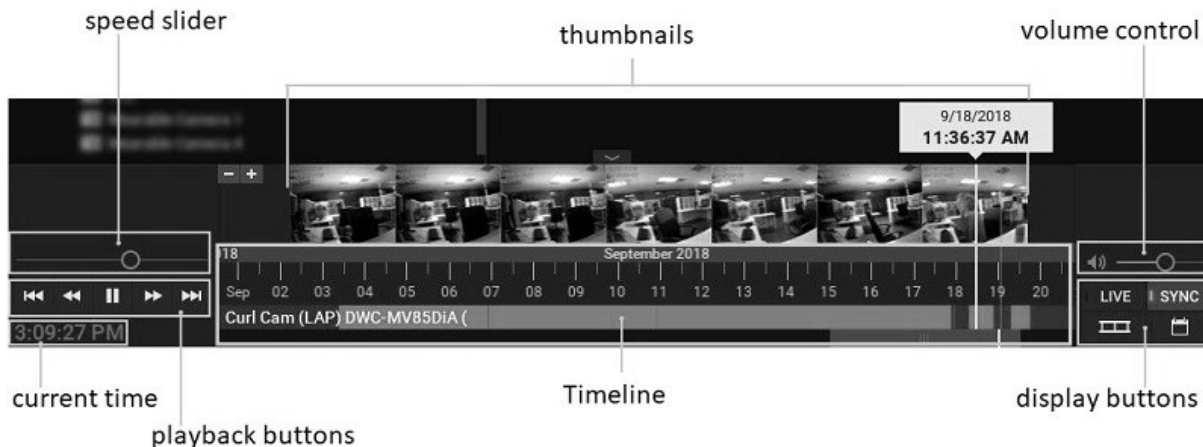 speed slider
thumbnails
volume control
9/18/2018
11:36:37 AM
- +
18
September 2018
Sep 02 03 04 05 06 07 08 09 10 11 12 13 14 15 16 17 18 19 20
LIVE SYNC
Curl Cam (LAP) DWC-MV85DiA (
3:09:27 PM
current time
Timeline
display buttons
playback buttons